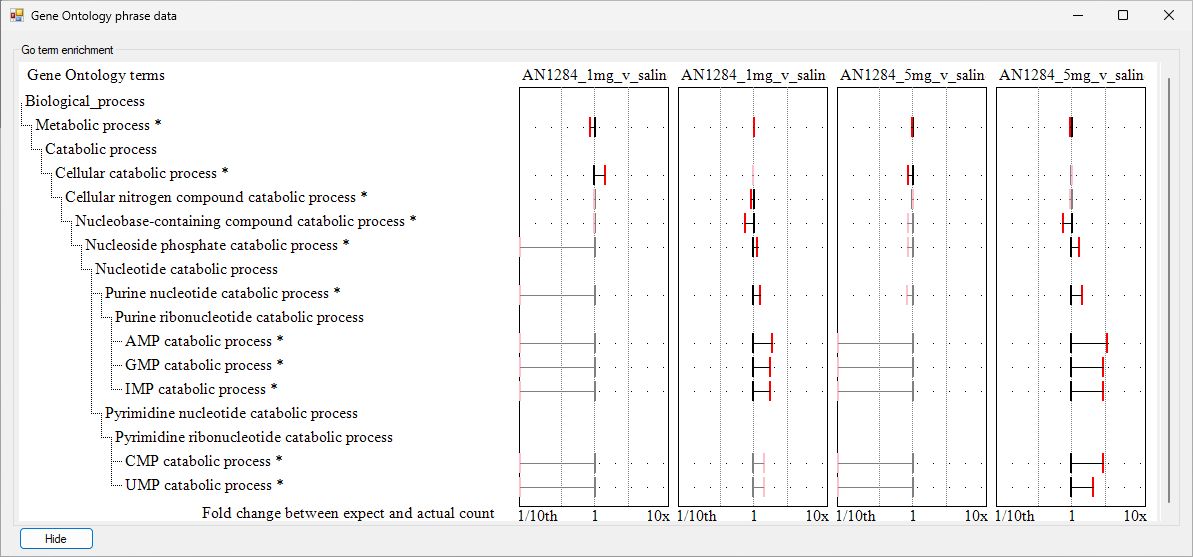 Gene Ontology phrase data
Go term enrichment
Gene Ontology terms AN1284_1mg_v_salin AN1284_1mg_v_salin AN1284_5mg_v_salin AN1284_5mg_v_salin
Biological_process
Metabolic process *
Catabolic process
Cellular catabolic process *
Cellular nitrogen compound catabolic process *
Nucleobase-containing compound catabolic process *
Nucleoside phosphate catabolic process *
Nucleotide catabolic process
Purine nucleotide catabolic process *
Purine ribonucleotide catabolic process
AMP catabolic process *
GMP catabolic process *
IMP catabolic process *
Pyrimidine nucleotide catabolic process
Pyrimidine ribonucleotide catabolic process
CMP catabolic process *
UMP catabolic process *
Fold change between expect and actual count 1/10th 1 10x 1/10th 1 10x 1/10th 1 10x 1/10th 1 10x
Hide